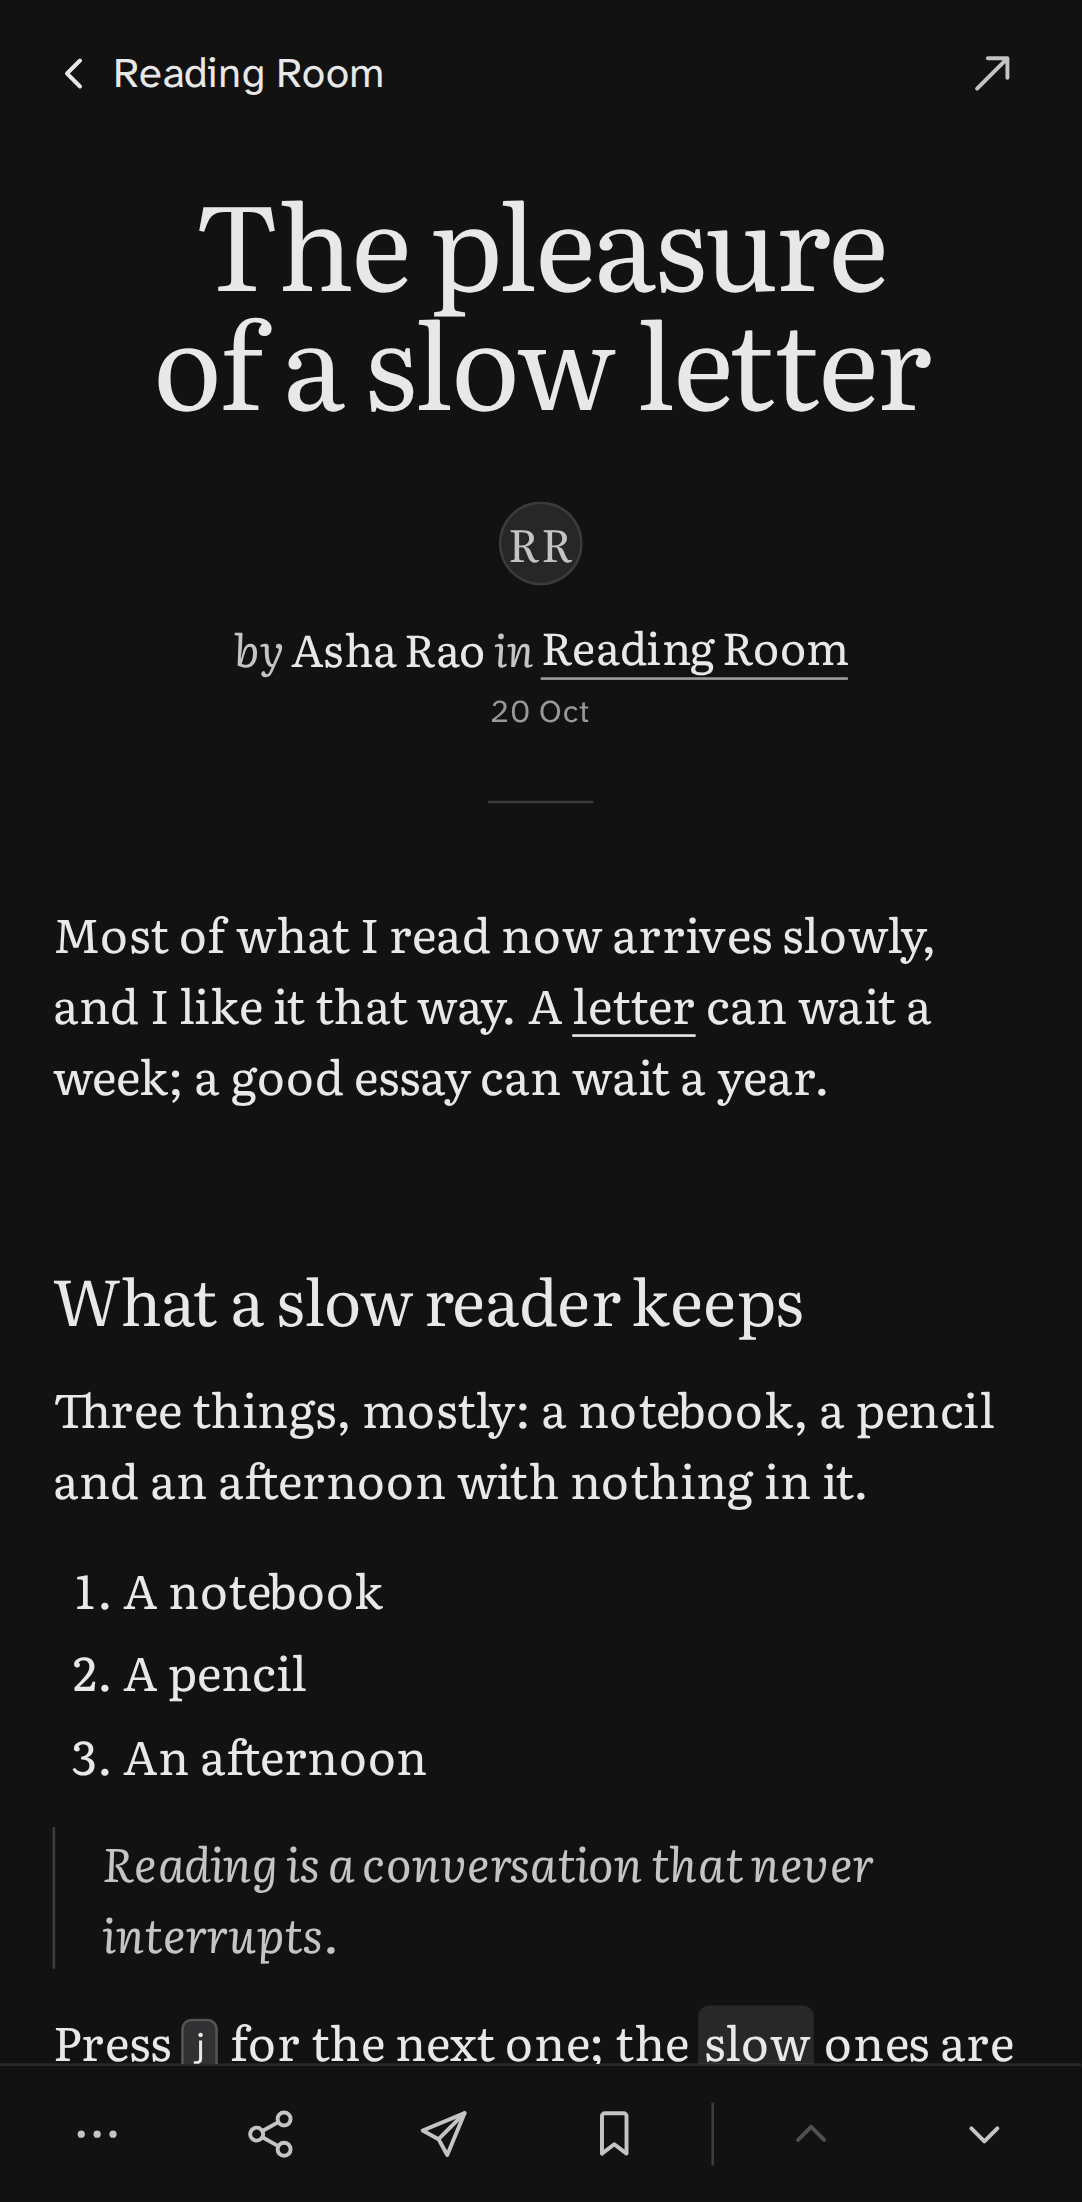 Reading Room
The pleasure
of a slow letter
RR
by Asha Rao in Reading Room
20 Oct
Most of what I read now arrives slowly,
and I like it that way. A letter can wait a
week; a good essay can wait a year.
What a slow reader keeps
Three things, mostly: a notebook, a pencil
and an afternoon with nothing in it.
1. A notebook
2. A pencil
3. An afternoon
Reading is a conversation that never
interrupts.
Press j for the next one; the slow ones are